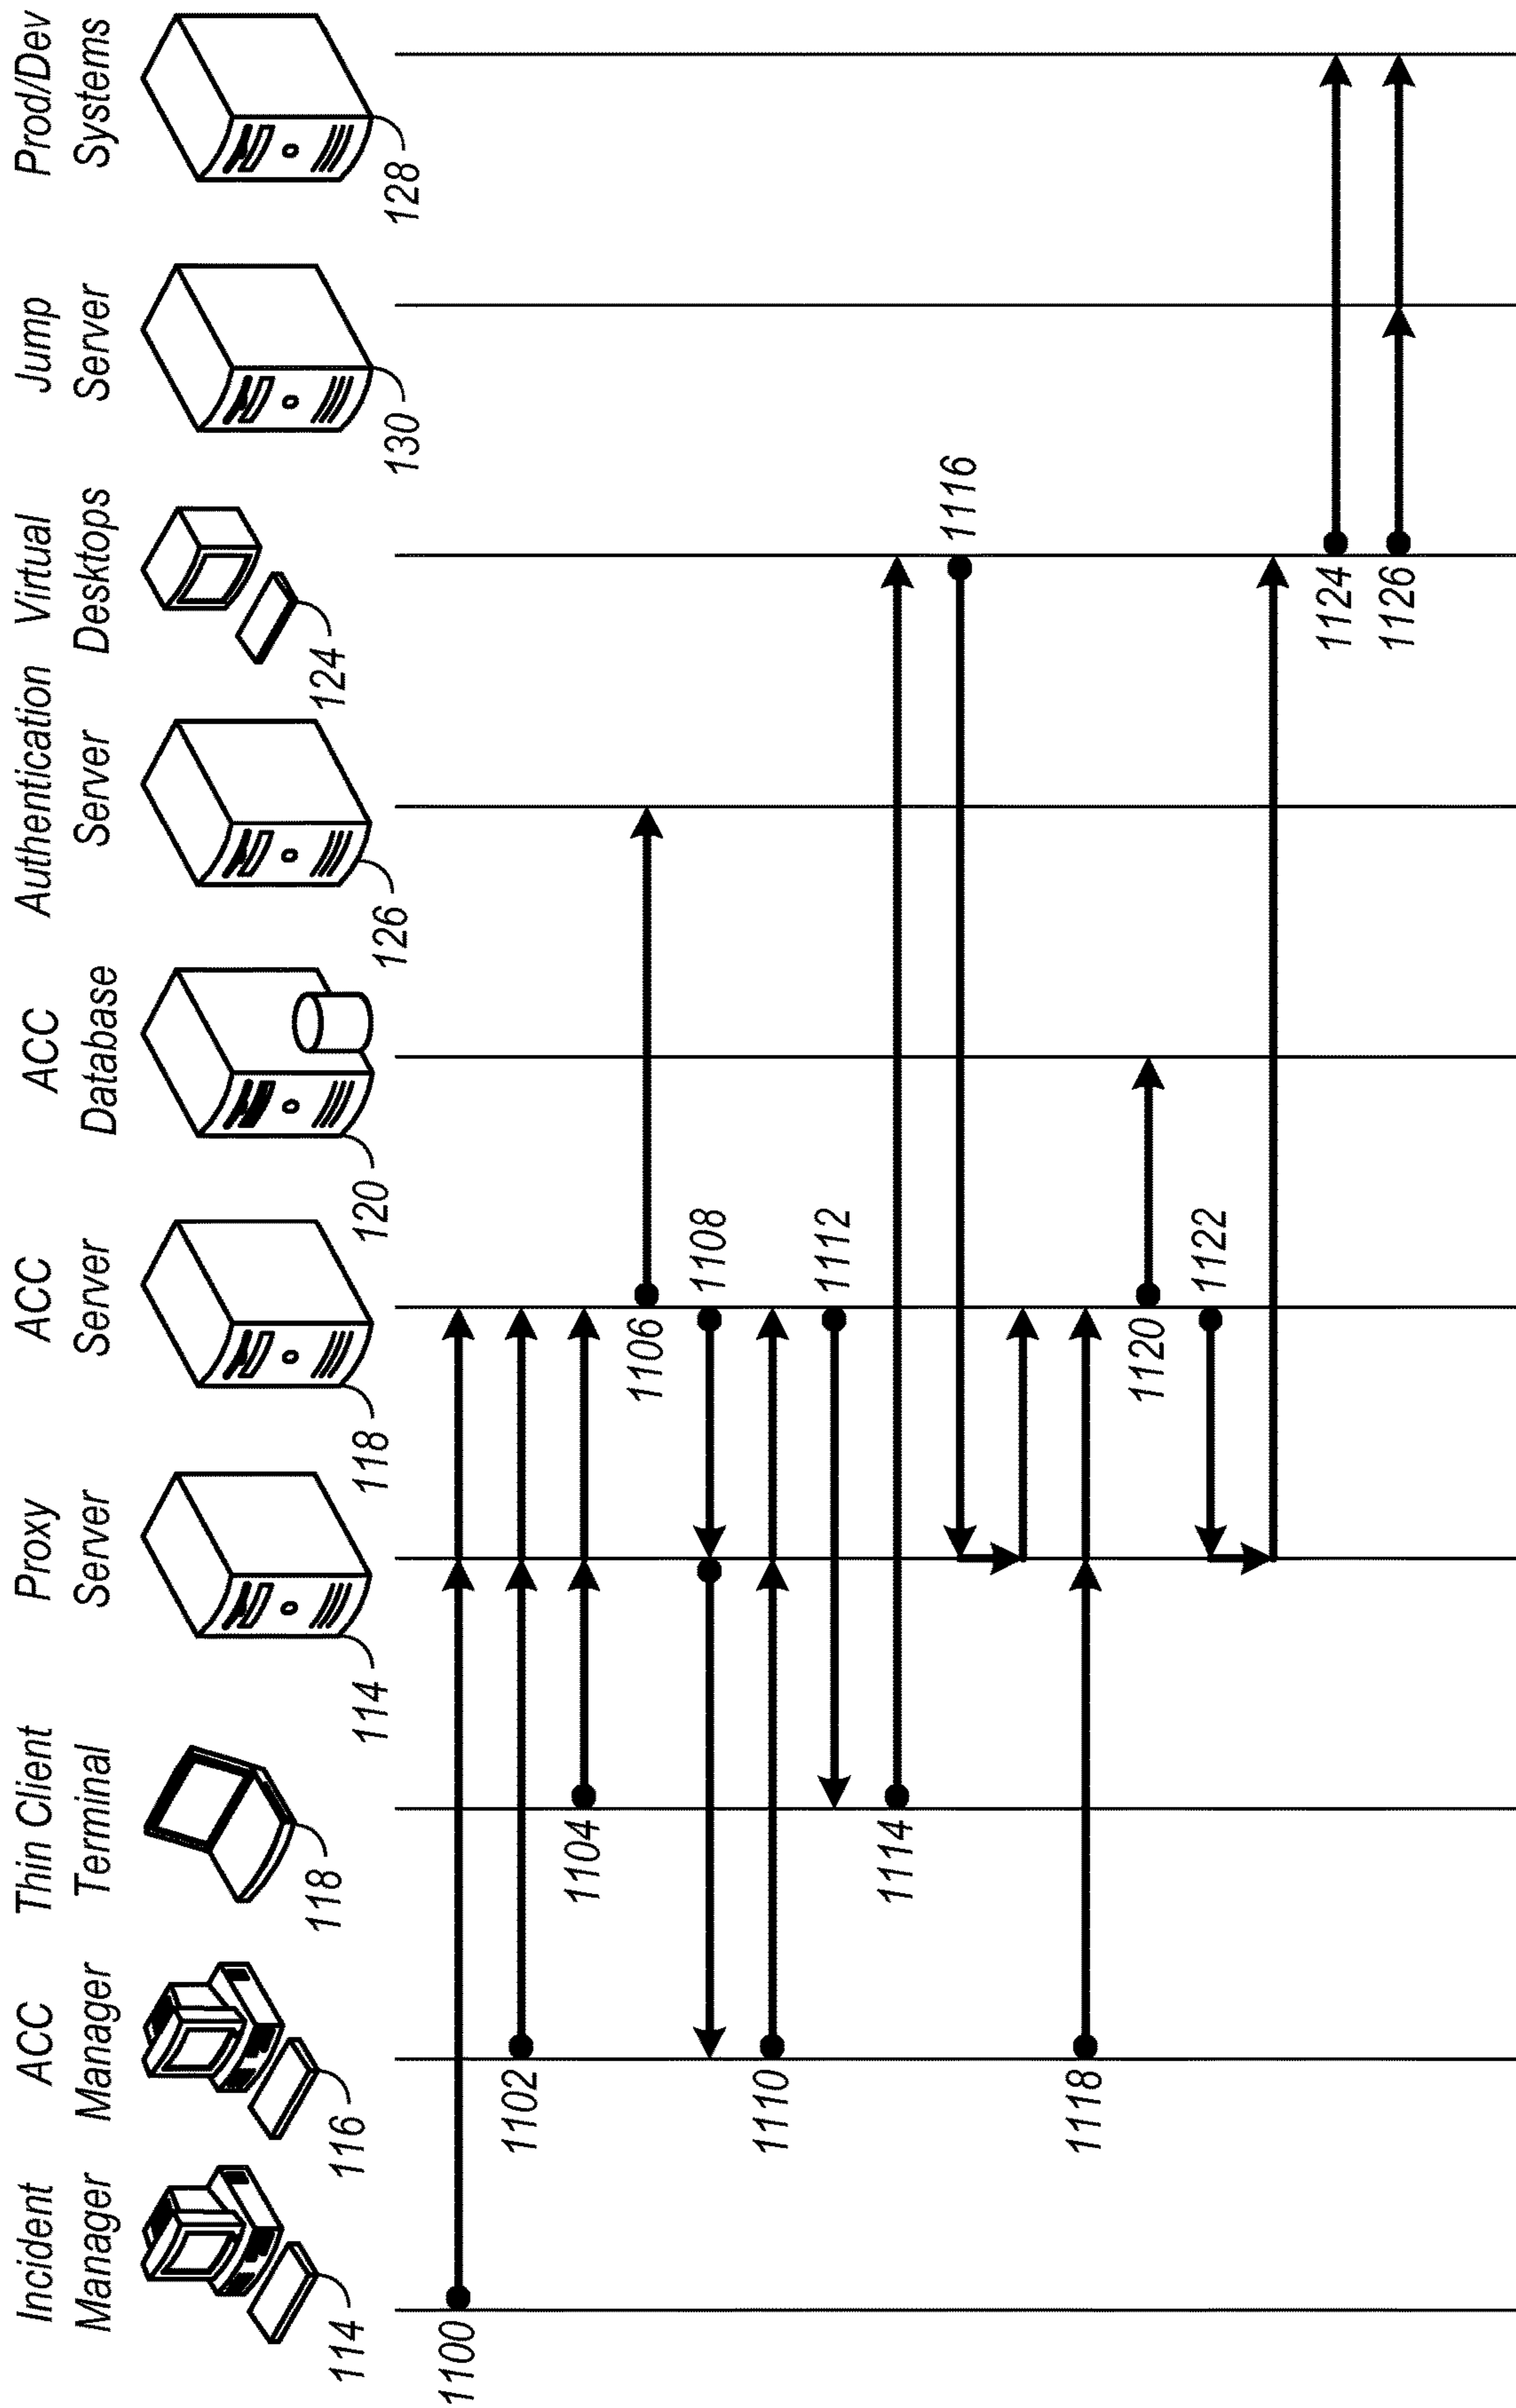 Incident
Manager
114
ACC
Manager
116
Thin Client
Terminal
118
Proxy
Server
114
ACC
Server
118
ACC
Database
120
Authentication
Server
126
Virtual
Desktops
124
Jump
Server
130
Prod/Dev
Systems
128
1100
1102
1104
1106
1108
1110
1112
1114
1116
1118
1120
1122
1124
1126